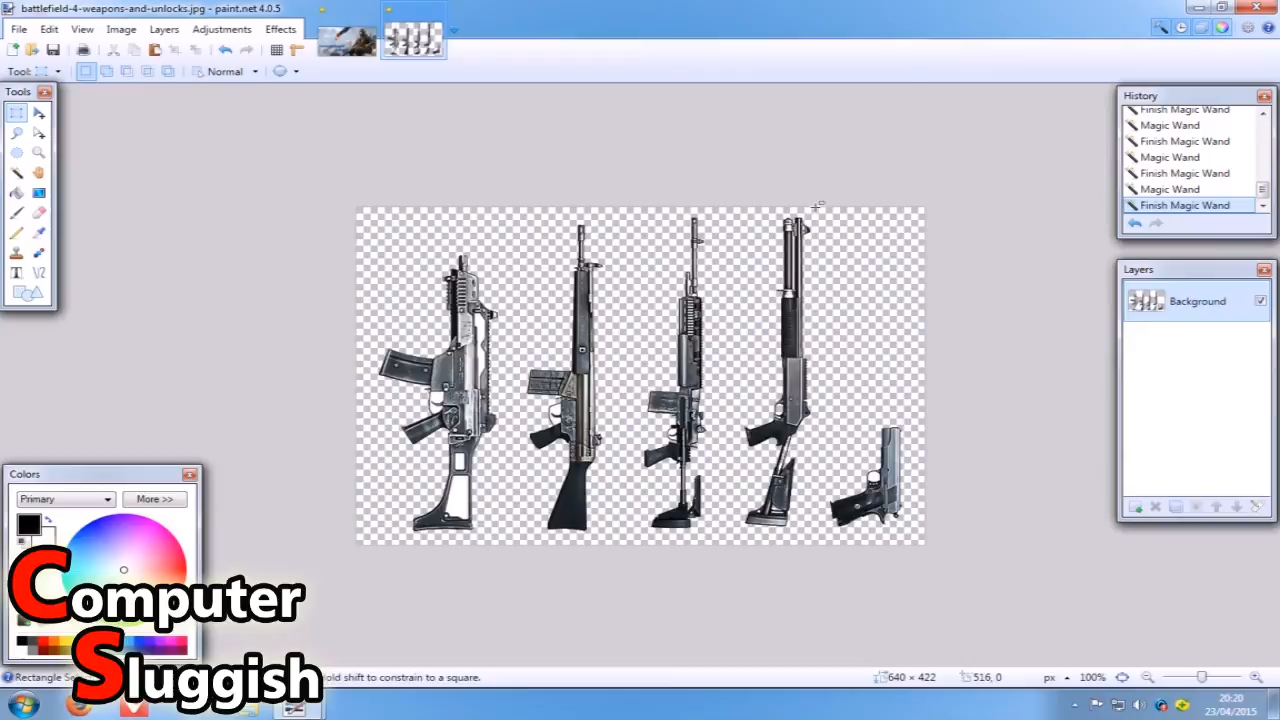 battlefield-4-weapons-and-unlocks.jpg - paint.net 4.0.5
File Edit View Image Layers Adjustments Effects
Tool: Normal
Tools
History
Finish Magic Wand
Magic Wand
Finish Magic Wand
Magic Wand
Finish Magic Wand
Magic Wand
Finish Magic Wand
Layers
Background
Colors
Primary More >>
Computer
Sluggish
Rectangle Se
old shift to constrain to a square.
640 × 422 516, 0 px 100%
20:20
23/04/2015